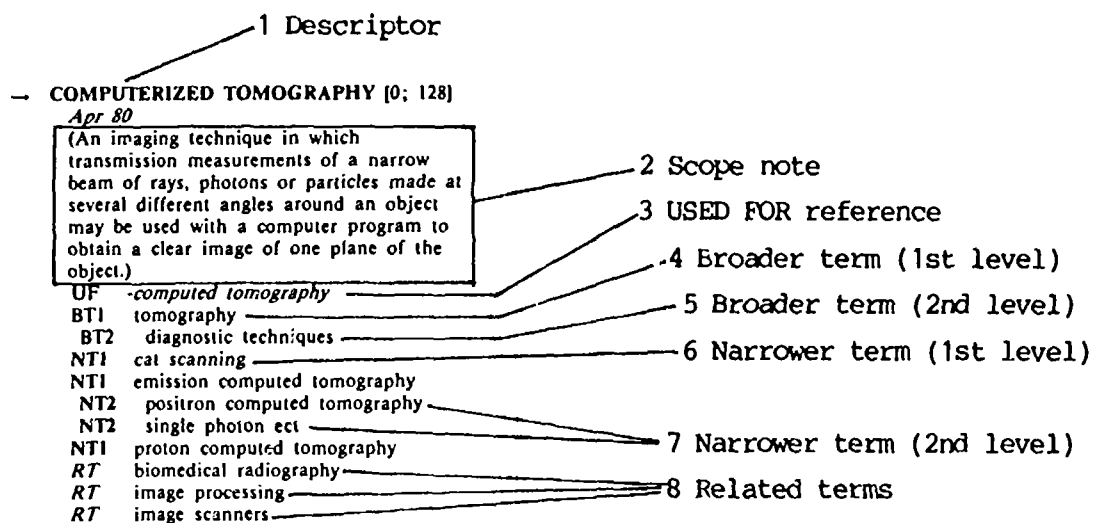 1 Descriptor
→ COMPUTERIZED TOMOGRAPHY [0; 128]
Apr 80
(An imaging technique in which
transmission measurements of a narrow
beam of rays, photons or particles made at
several different angles around an object
may be used with a computer program to
obtain a clear image of one plane of the
object.)
2 Scope note
3 USED FOR reference
4 Broader term (1st level)
UF computed tomography
BT1 tomography
5 Broader term (2nd level)
BT2 diagnostic techniques
NT1 cat scanning
6 Narrower term (1st level)
NT1 emission computed tomography
NT2 positron computed tomography
NT2 single photon ect
7 Narrower term (2nd level)
NT1 proton computed tomography
RT biomedical radiography
RT image processing
8 Related terms
RT image scanners